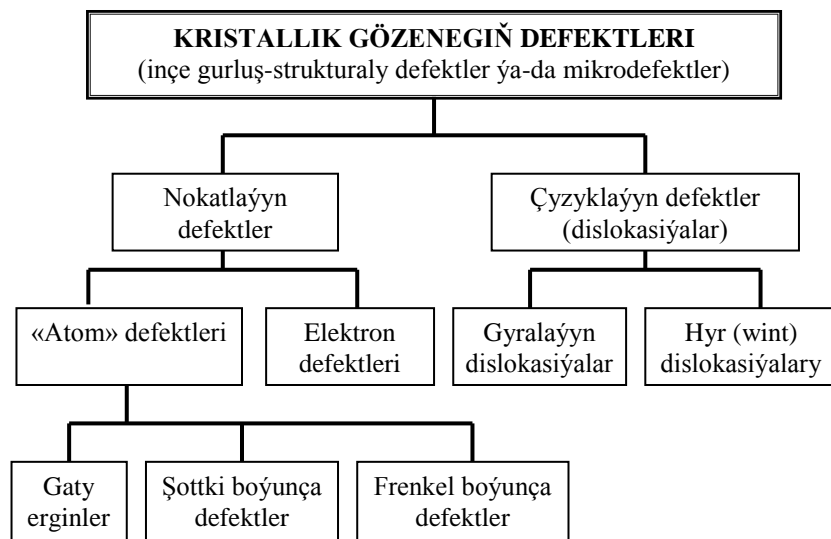 KRISTALLIK GÖZENEGIŇ DEFEKTLERI
(inçe gurluş-strukturaly defektler ýa-da mikrodefektler)
Nokatlaýyn
defektler
Çyzyklaýyn defektler
(dislokasiýalar)
«Atom» defektleri
Elektron
defektleri
Gyralaýyn
dislokasiýalar
Hyr (wint)
dislokasiýalary
Gaty
erginler
Şottki boýunça
defektler
Frenkel boýunça
defektler